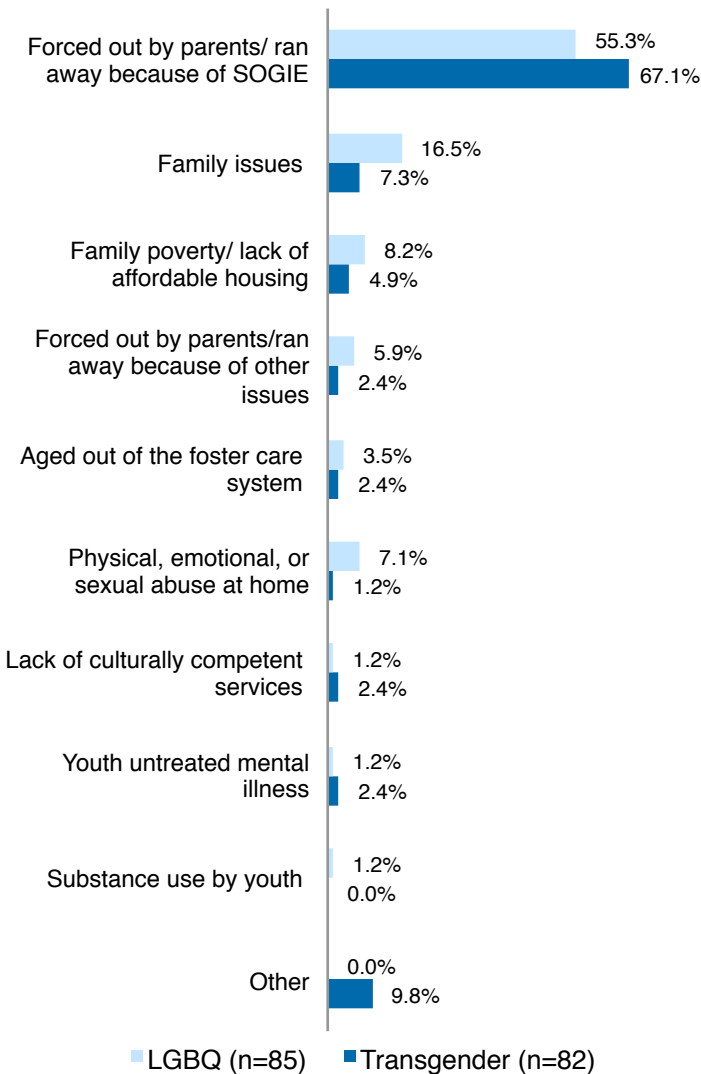 Forced out by parents/ ran
away because of SOGIE
55.3%
67.1%
Family issues
16.5%
7.3%
Family poverty/ lack of
affordable housing
8.2%
4.9%
Forced out by parents/ran
away because of other
issues
5.9%
2.4%
Aged out of the foster care
system
3.5%
2.4%
Physical, emotional, or
sexual abuse at home
7.1%
1.2%
Lack of culturally competent
services
1.2%
2.4%
Youth untreated mental
illness
1.2%
2.4%
Substance use by youth
1.2%
0.0%
Other
0.0%
9.8%
LGBQ (n=85) Transgender (n=82)